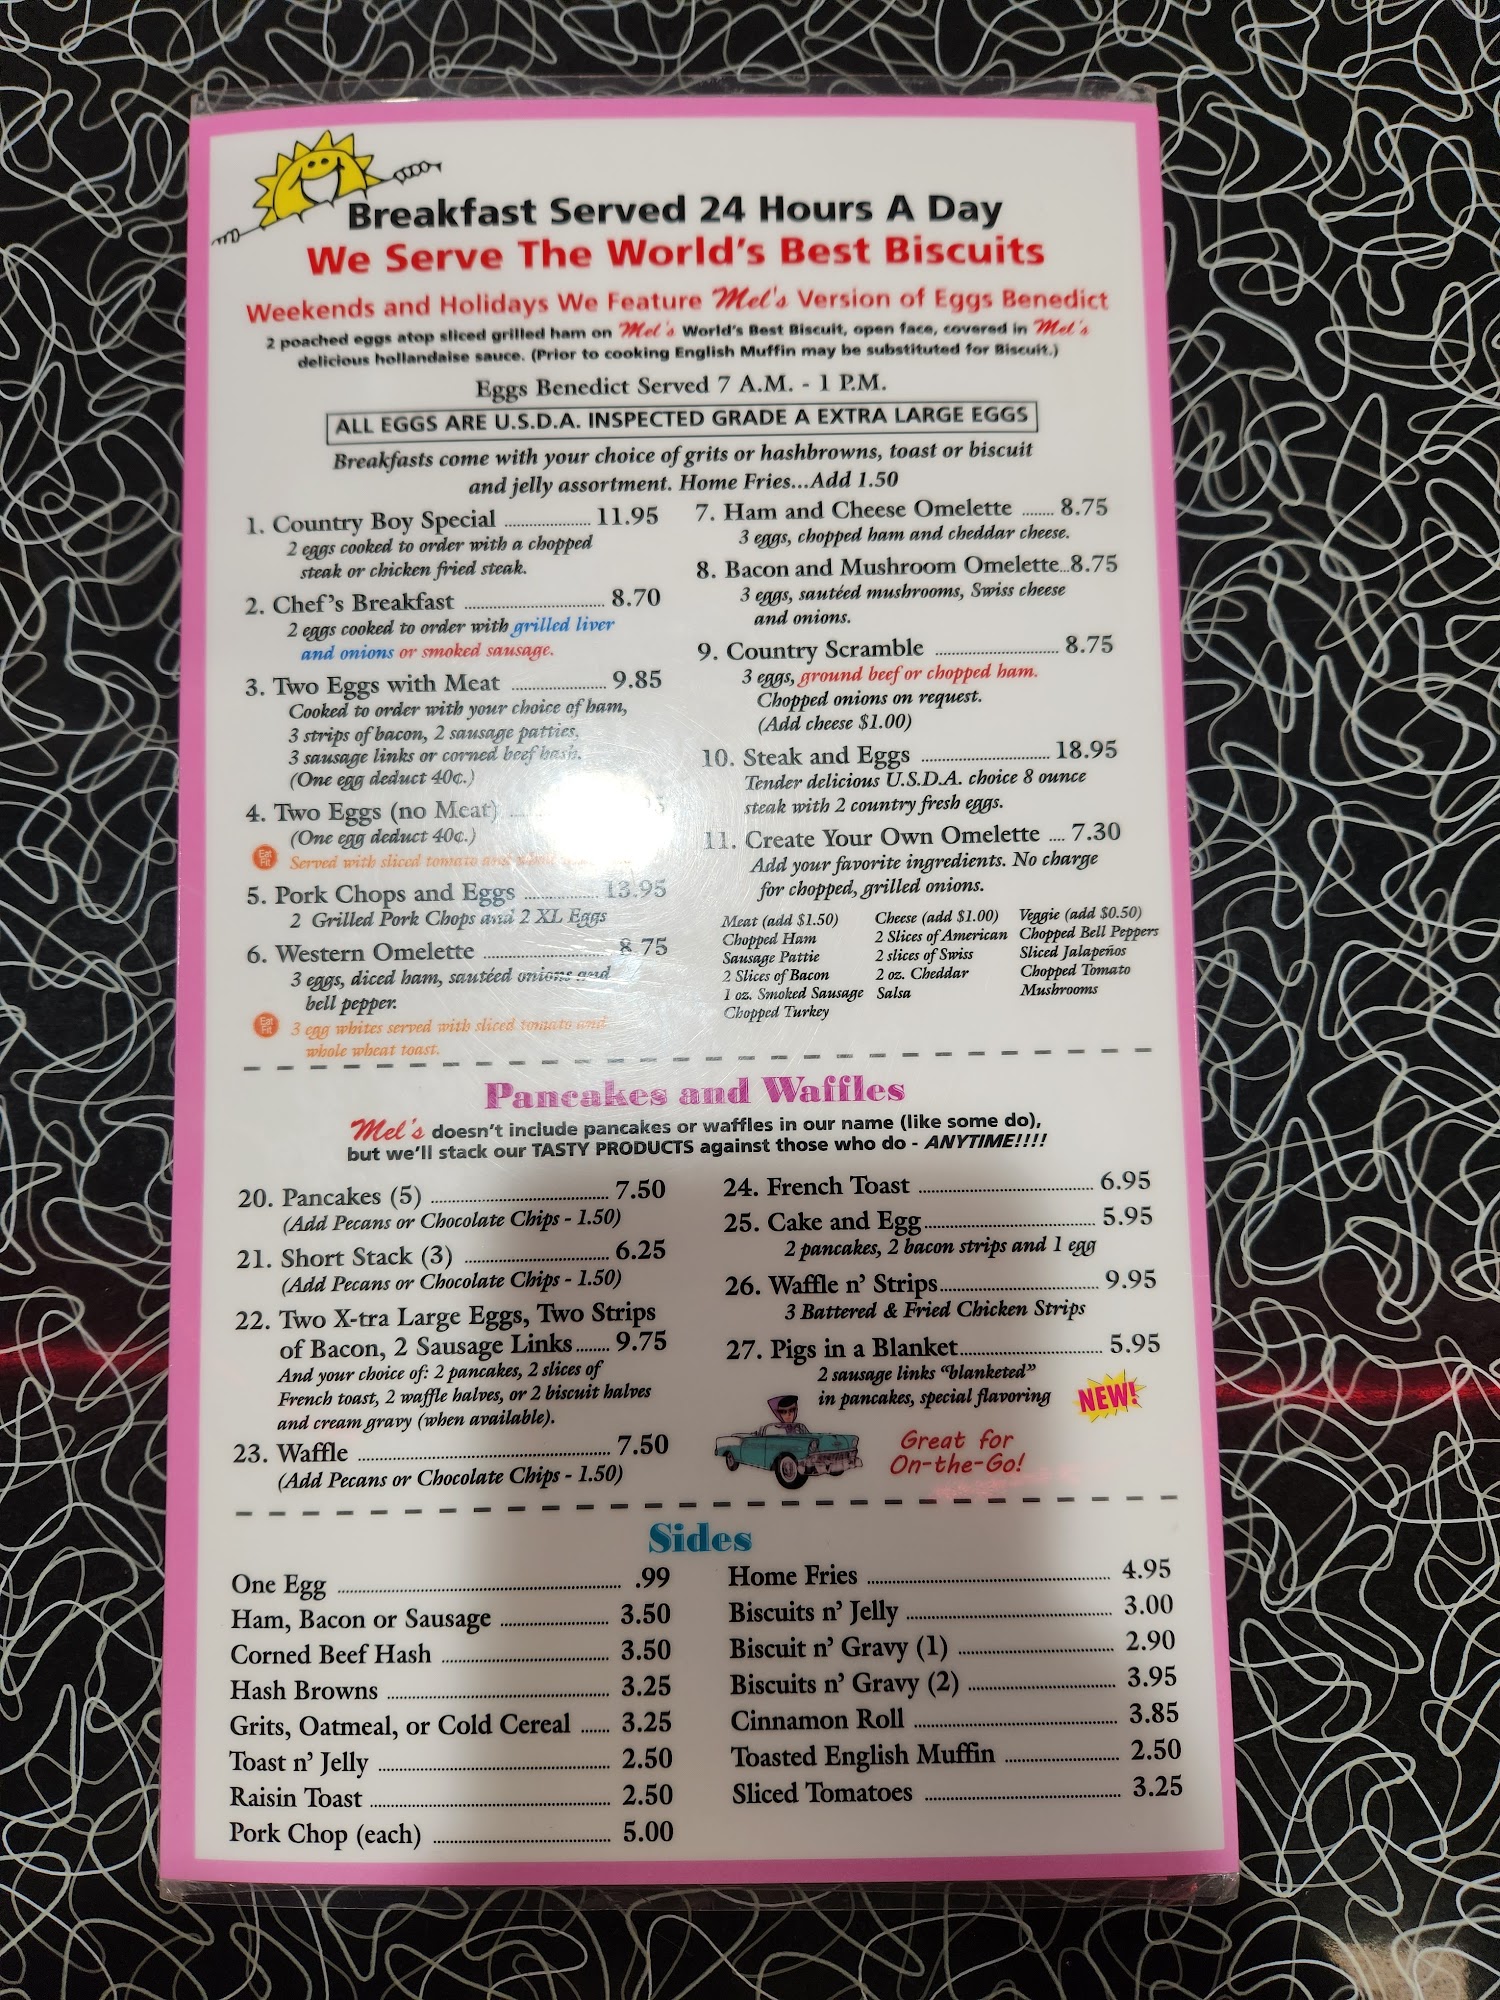 Breakfast Served 24 Hours A Day
We Serve The World's Best Biscuits
Weekends and Holidays We Feature Mel's Version of Eggs Benedict
2 poached eggs atop sliced grilled ham on Mel's World's Best Biscuit, open face, covered in Mel's
delicious hollandaise sauce. (Prior to cooking English Muffin may be substituted for Biscuit.)
Eggs Benedict Served 7 A.M. - 1 P.M.
ALL EGGS ARE U.S.D.A. INSPECTED GRADE A EXTRA LARGE EGGS
Breakfasts come with your choice of grits or hashbrowns, toast or biscuit
and jelly assortment. Home Fries...Add 1.50
1. Country Boy Special 11.95
2 eggs cooked to order with a chopped
steak or chicken fried steak.
2. Chef's Breakfast 8.70
2 eggs cooked to order with grilled liver
and onions or smoked sausage.
3. Two Eggs with Meat 9.85
Cooked to order with your choice of ham,
3 strips of bacon, 2 sausage patties,
3 sausage links or corned beef hash.
(One egg deduct 40¢.)
4. Two Eggs (no Meat)
(One egg deduct 40¢.)
Eat Fit Served with sliced tomato and
5. Pork Chops and Eggs 13.95
2 Grilled Pork Chops and 2 XL Eggs
6. Western Omelette 8.75
3 eggs, diced ham, sautéed onions and
bell pepper.
Eat Fit 3 egg whites served with sliced tomato and
whole wheat toast.
7. Ham and Cheese Omelette 8.75
3 eggs, chopped ham and cheddar cheese.
8. Bacon and Mushroom Omelette 8.75
3 eggs, sautéed mushrooms, Swiss cheese
and onions.
9. Country Scramble 8.75
3 eggs, ground beef or chopped ham.
Chopped onions on request.
(Add cheese $1.00)
10. Steak and Eggs 18.95
Tender delicious U.S.D.A. choice 8 ounce
steak with 2 country fresh eggs.
11. Create Your Own Omelette 7.30
Add your favorite ingredients. No charge
for chopped, grilled onions.
Meat (add $1.50)
Chopped Ham
Sausage Pattie
2 Slices of Bacon
1 oz. Smoked Sausage
Chopped Turkey
Cheese (add $1.00)
2 Slices of American
2 slices of Swiss
2 oz. Cheddar
Salsa
Veggie (add $0.50)
Chopped Bell Peppers
Sliced Jalapeños
Chopped Tomato
Mushrooms
Pancakes and Waffles
Mel's doesn't include pancakes or waffles in our name (like some do),
but we'll stack our TASTY PRODUCTS against those who do - ANYTIME!!!!
20. Pancakes (5) 7.50
(Add Pecans or Chocolate Chips - 1.50)
21. Short Stack (3) 6.25
(Add Pecans or Chocolate Chips - 1.50)
22. Two X-tra Large Eggs, Two Strips
of Bacon, 2 Sausage Links 9.75
And your choice of: 2 pancakes, 2 slices of
French toast, 2 waffle halves, or 2 biscuit halves
and cream gravy (when available).
23. Waffle 7.50
(Add Pecans or Chocolate Chips - 1.50)
24. French Toast 6.95
25. Cake and Egg 5.95
2 pancakes, 2 bacon strips and 1 egg
26. Waffle n' Strips 9.95
3 Battered & Fried Chicken Strips
27. Pigs in a Blanket 5.95
2 sausage links "blanketed"
in pancakes, special flavoring
NEW!
Great for
On-the-Go!
Sides
One Egg .99
Ham, Bacon or Sausage 3.50
Corned Beef Hash 3.50
Hash Browns 3.25
Grits, Oatmeal, or Cold Cereal 3.25
Toast n' Jelly 2.50
Raisin Toast 2.50
Pork Chop (each) 5.00
Home Fries 4.95
Biscuits n' Jelly 3.00
Biscuit n' Gravy (1) 2.90
Biscuits n' Gravy (2) 3.95
Cinnamon Roll 3.85
Toasted English Muffin 2.50
Sliced Tomatoes 3.25